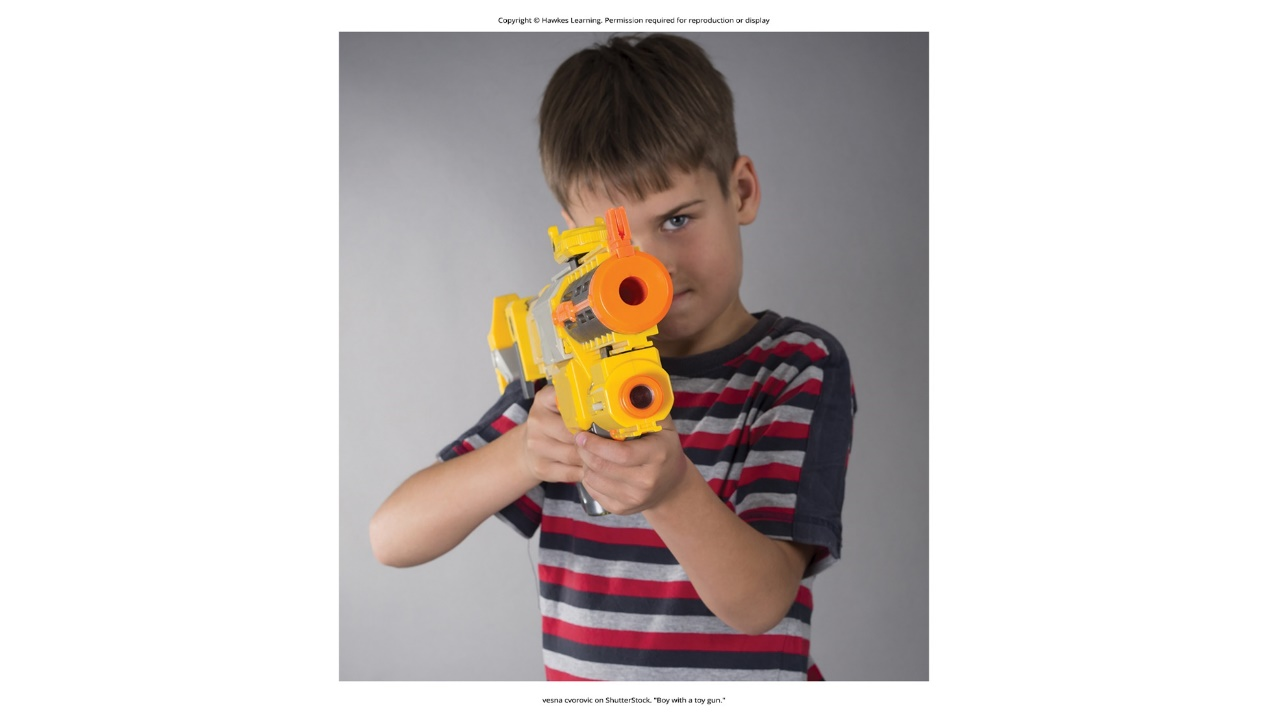 Copyright © Hawkes Learning. Permission required for reproduction or display
vesna cvorovic on ShutterStock, "Boy with a toy gun."